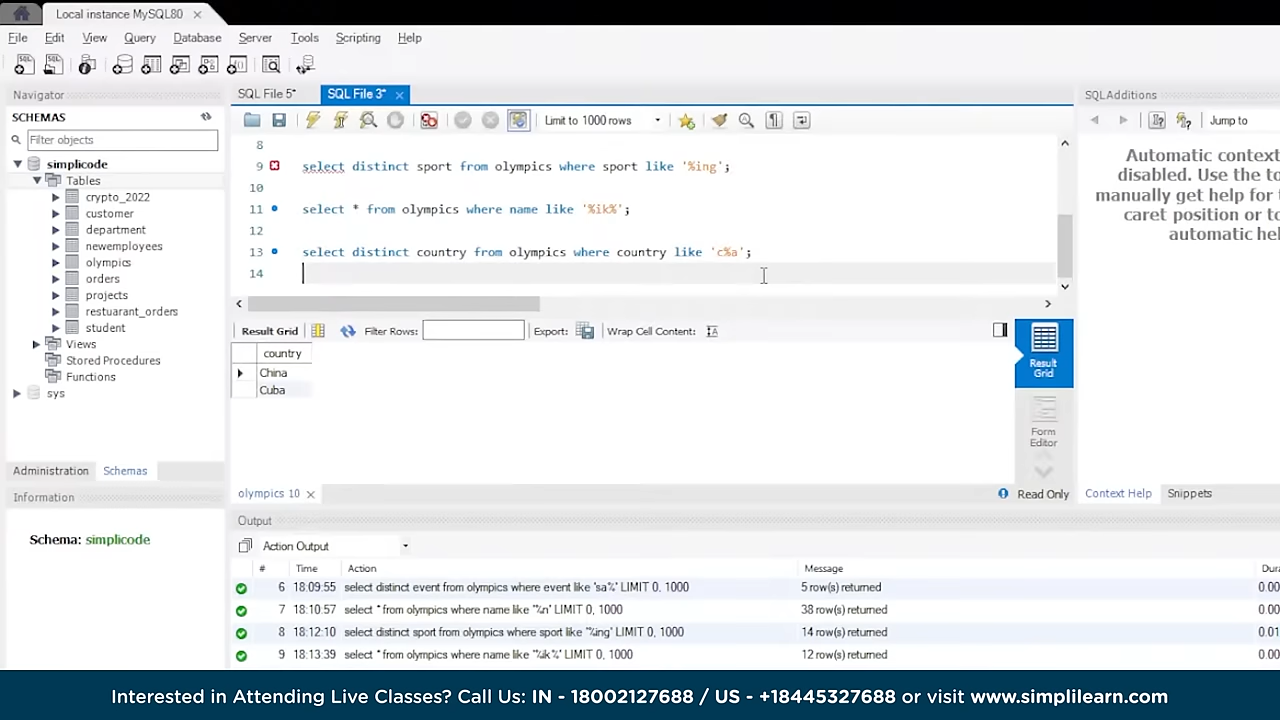 Local instance MySQL80
File Edit View Query Database Server Tools Scripting Help
Navigator
SCHEMAS
Filter objects
simplicode
Tables
crypto_2022
customer
department
newemployees
olympics
orders
projects
restuarant_orders
student
Views
Stored Procedures
Functions
sys
Administration Schemas
Information
Schema: simplicode
SQL File 5* SQL File 3*
Limit to 1000 rows
8
9 select distinct sport from olympics where sport like '%ing';
10
11 select * from olympics where name like '%ik%';
12
13 select distinct country from olympics where country like 'c%a';
14
Result Grid Filter Rows: Export: Wrap Cell Content:
country
China
Cuba
Result Grid
Form Editor
olympics 10
Read Only
Output
Action Output
# Time Action Message Dura
6 18:09:55 select distinct event from olympics where event like 'sa%' LIMIT 0, 1000 5 row(s) returned 0.00
7 18:10:57 select * from olympics where name like '%n' LIMIT 0, 1000 38 row(s) returned 0.00
8 18:12:10 select distinct sport from olympics where sport like '%ing' LIMIT 0, 1000 14 row(s) returned 0.01
9 18:13:39 select * from olympics where name like '%ik%' LIMIT 0, 1000 12 row(s) returned 0.00
SQLAdditions
Jump to
Automatic context
disabled. Use the to
manually get help for t
caret position or to
automatic hel
Context Help Snippets
Interested in Attending Live Classes? Call Us: IN - 18002127688 / US - +18445327688 or visit www.simplilearn.com